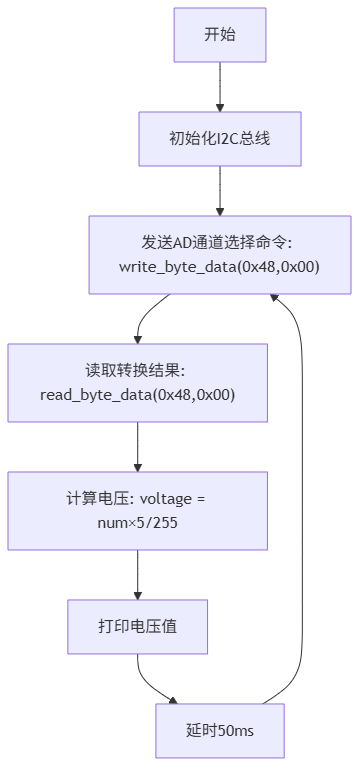 开始
初始化I2C总线
发送AD通道选择命令:
write_byte_data(0x48,0x00)
读取转换结果:
read_byte_data(0x48,0x00)
计算电压: voltage =
num×5/255
打印电压值
延时50ms